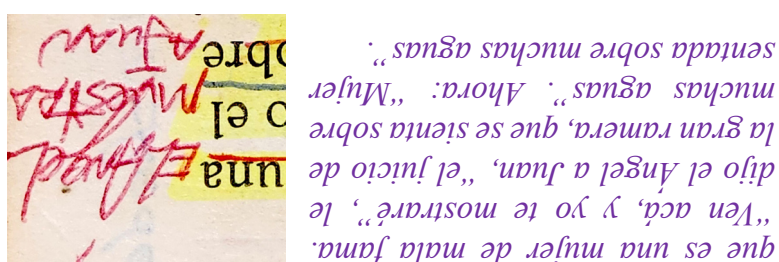 que es una mujer de mala fama.
“Ven acá, y yo te mostraré”, le
dijo el Ángel a Juan, “el juicio de
la gran ramera, que se sienta sobre
muchas aguas”. Ahora: “Mujer
sentada sobre muchas aguas”.
una El Angel
o el MUESTRA
obre A JUAN